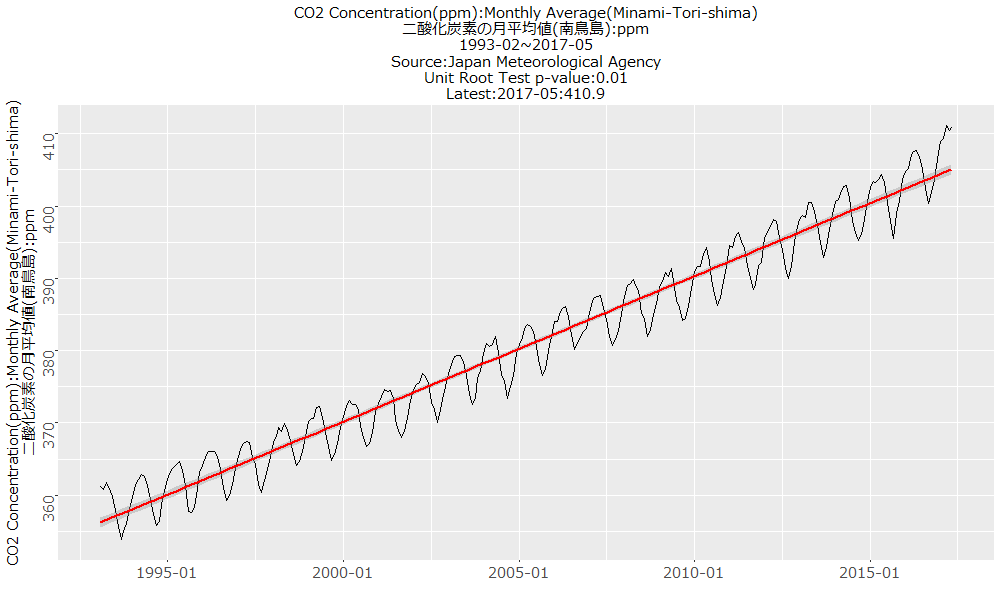 CO2 Concentration(ppm):Monthly Average(Minami-Tori-shima)
二酸化炭素の月平均値(南鳥島):ppm
1993-02~2017-05
Source:Japan Meteorological Agency
Unit Root Test p-value:0.01
Latest:2017-05:410.9
CO2 Concentration(ppm):Monthly Average(Minami-Tori-shima)
二酸化炭素の月平均値(南鳥島):ppm
410
400
390
380
370
360
1995-01
2000-01
2005-01
2010-01
2015-01